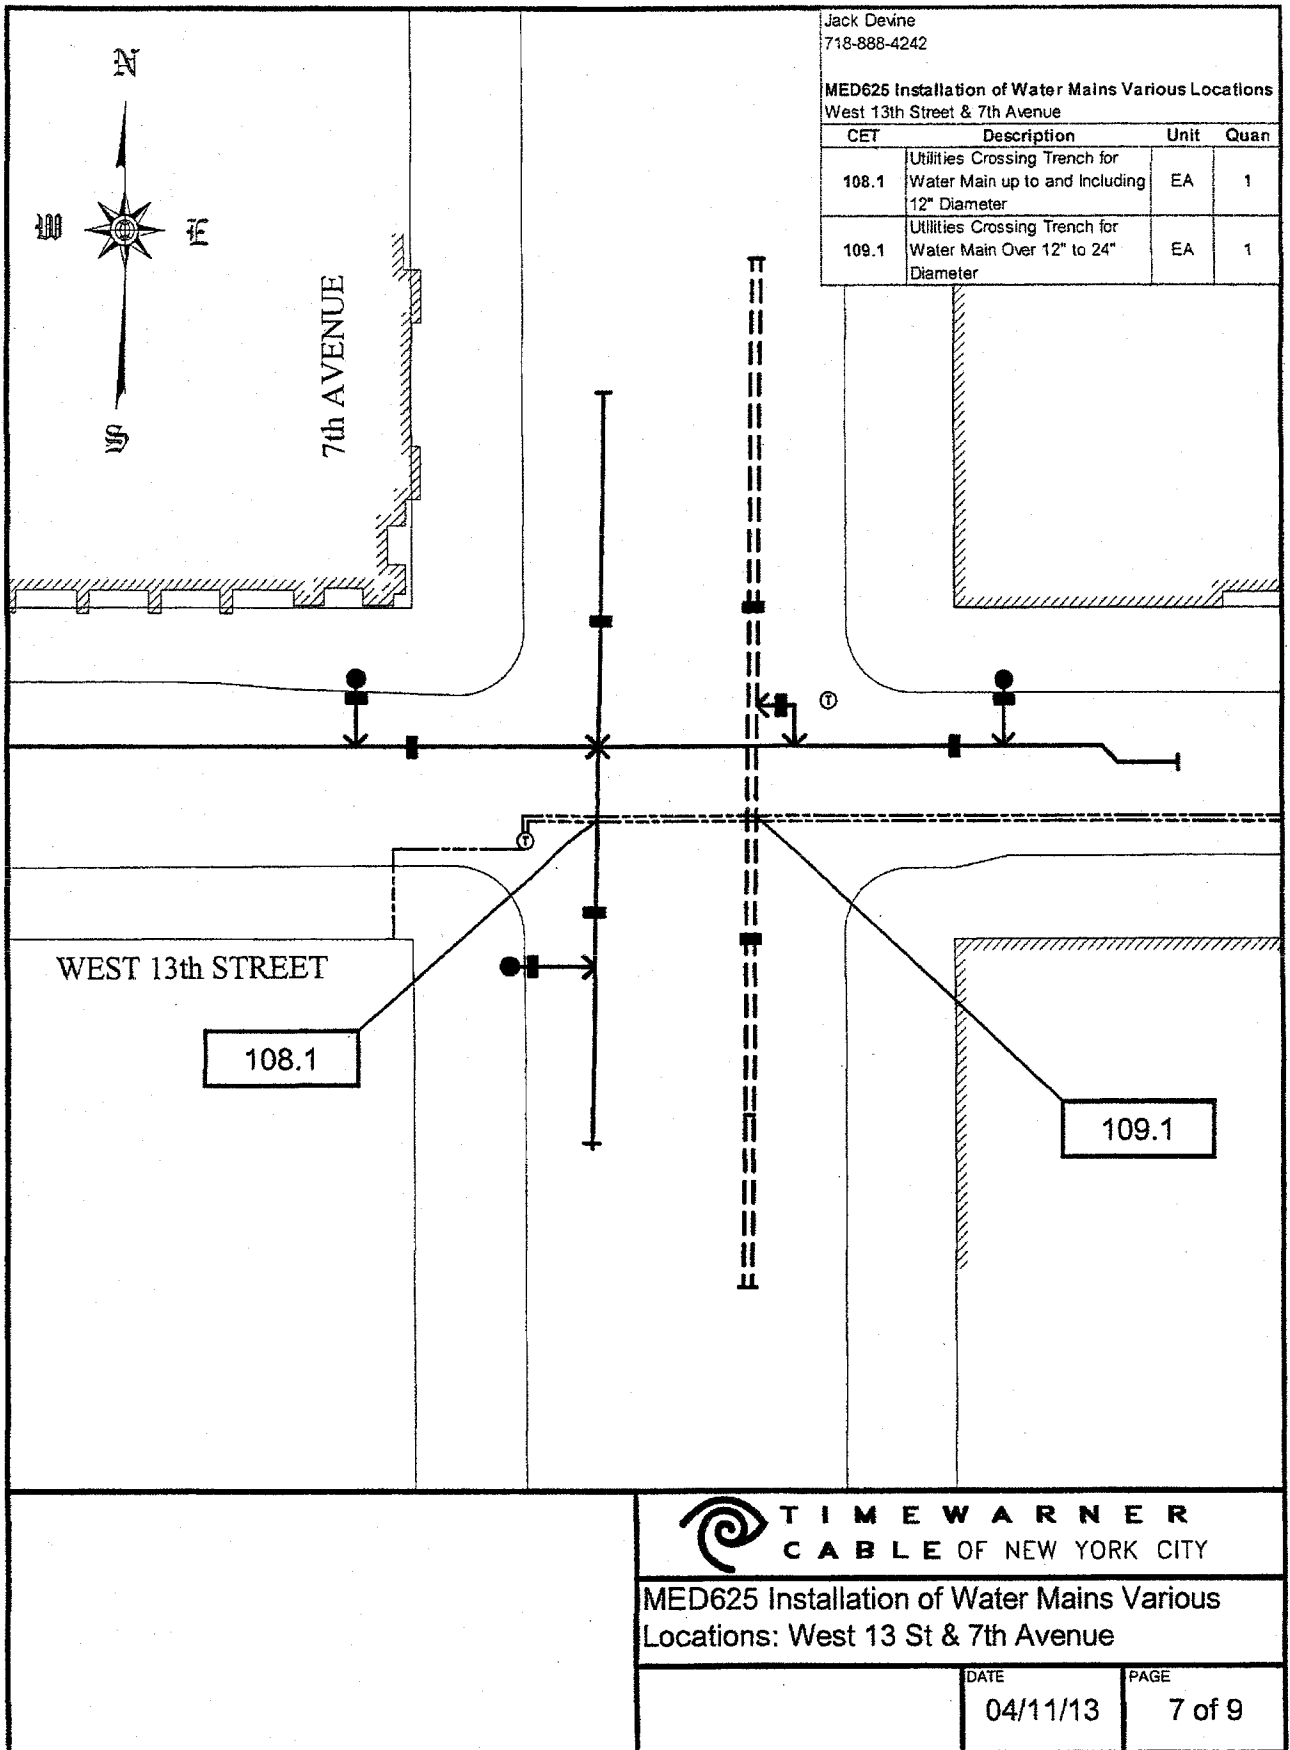 Jack Devine
718-888-4242
MED625 Installation of Water Mains Various Locations
West 13th Street & 7th Avenue
CET Description Unit Quan
108.1 Utilities Crossing Trench for Water Main up to and Including 12" Diameter EA 1
109.1 Utilities Crossing Trench for Water Main Over 12" to 24" Diameter EA 1
N
W E
S
7th AVENUE
T
T
WEST 13th STREET
108.1
109.1
TIME WARNER
CABLE OF NEW YORK CITY
MED625 Installation of Water Mains Various
Locations: West 13 St & 7th Avenue
DATE PAGE
04/11/13 7 of 9